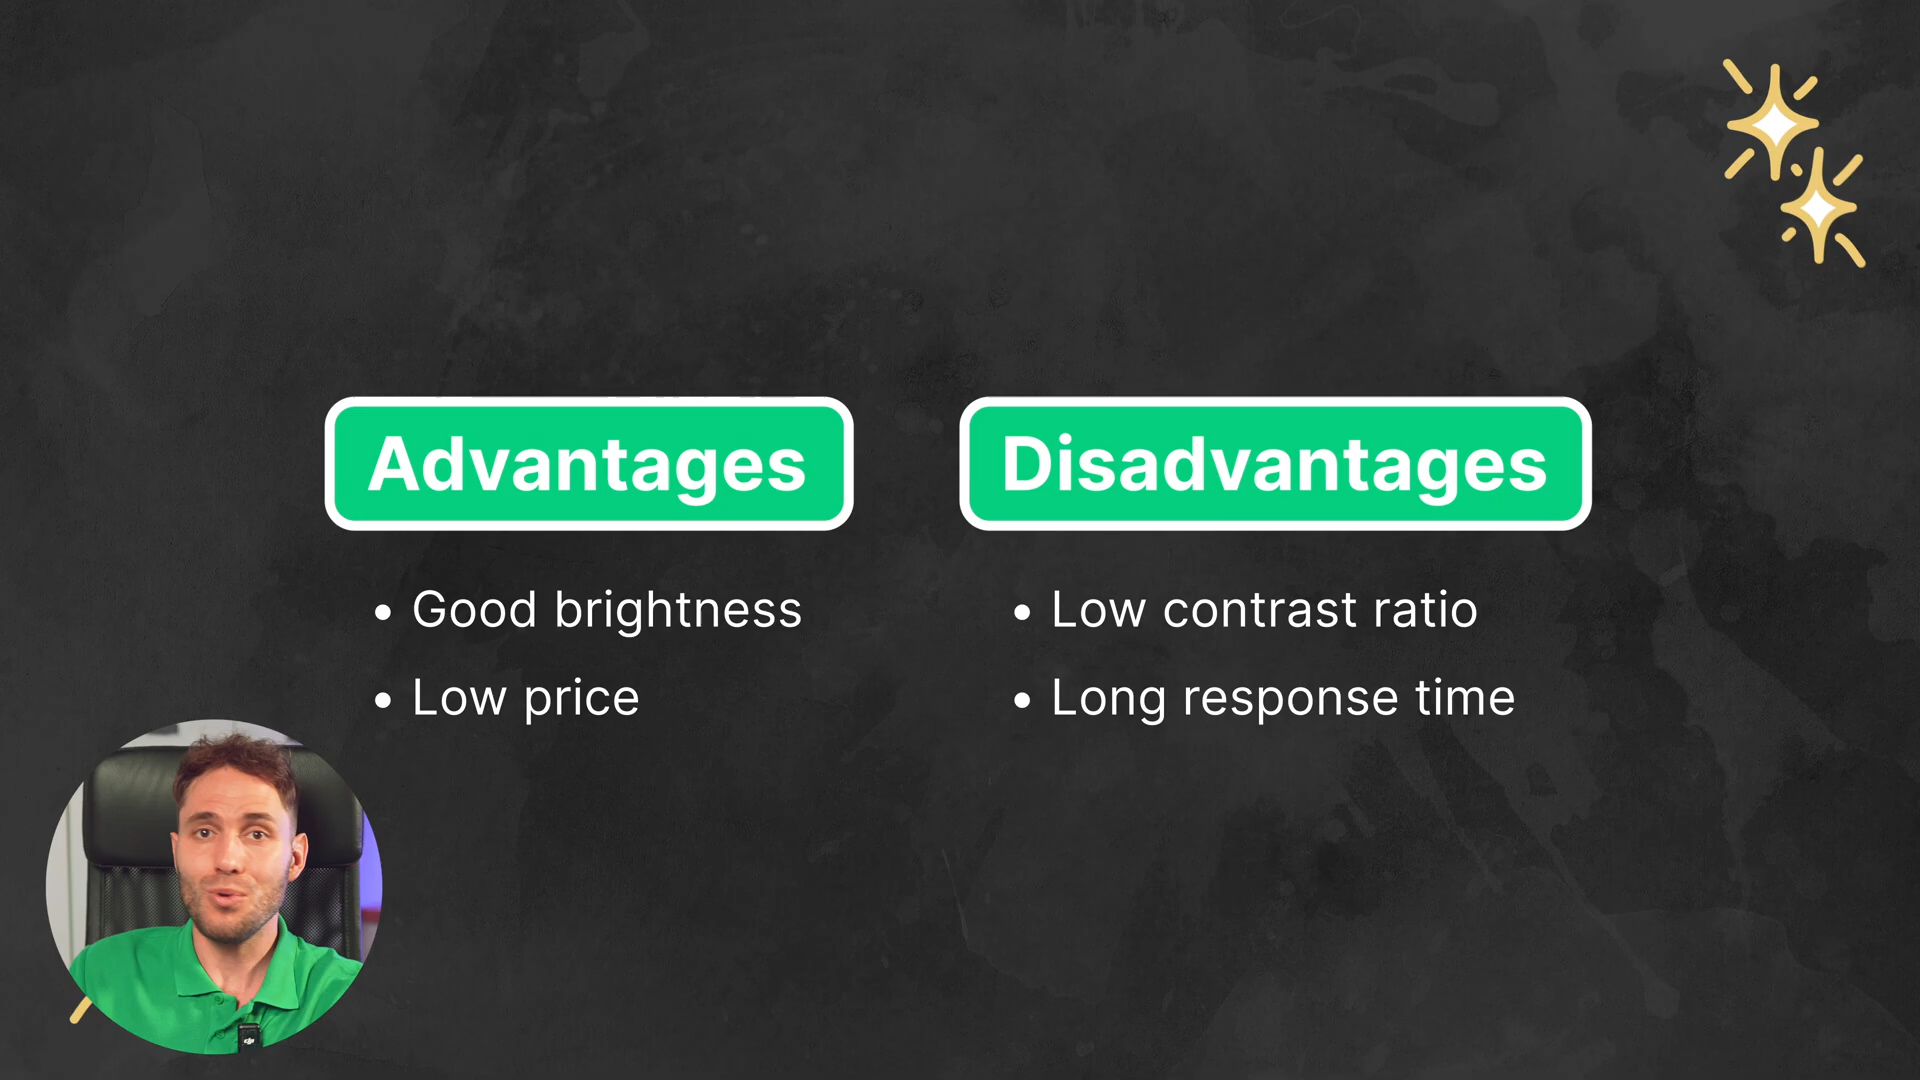 Advantages
• Good brightness
• Low price
Disadvantages
• Low contrast ratio
• Long response time